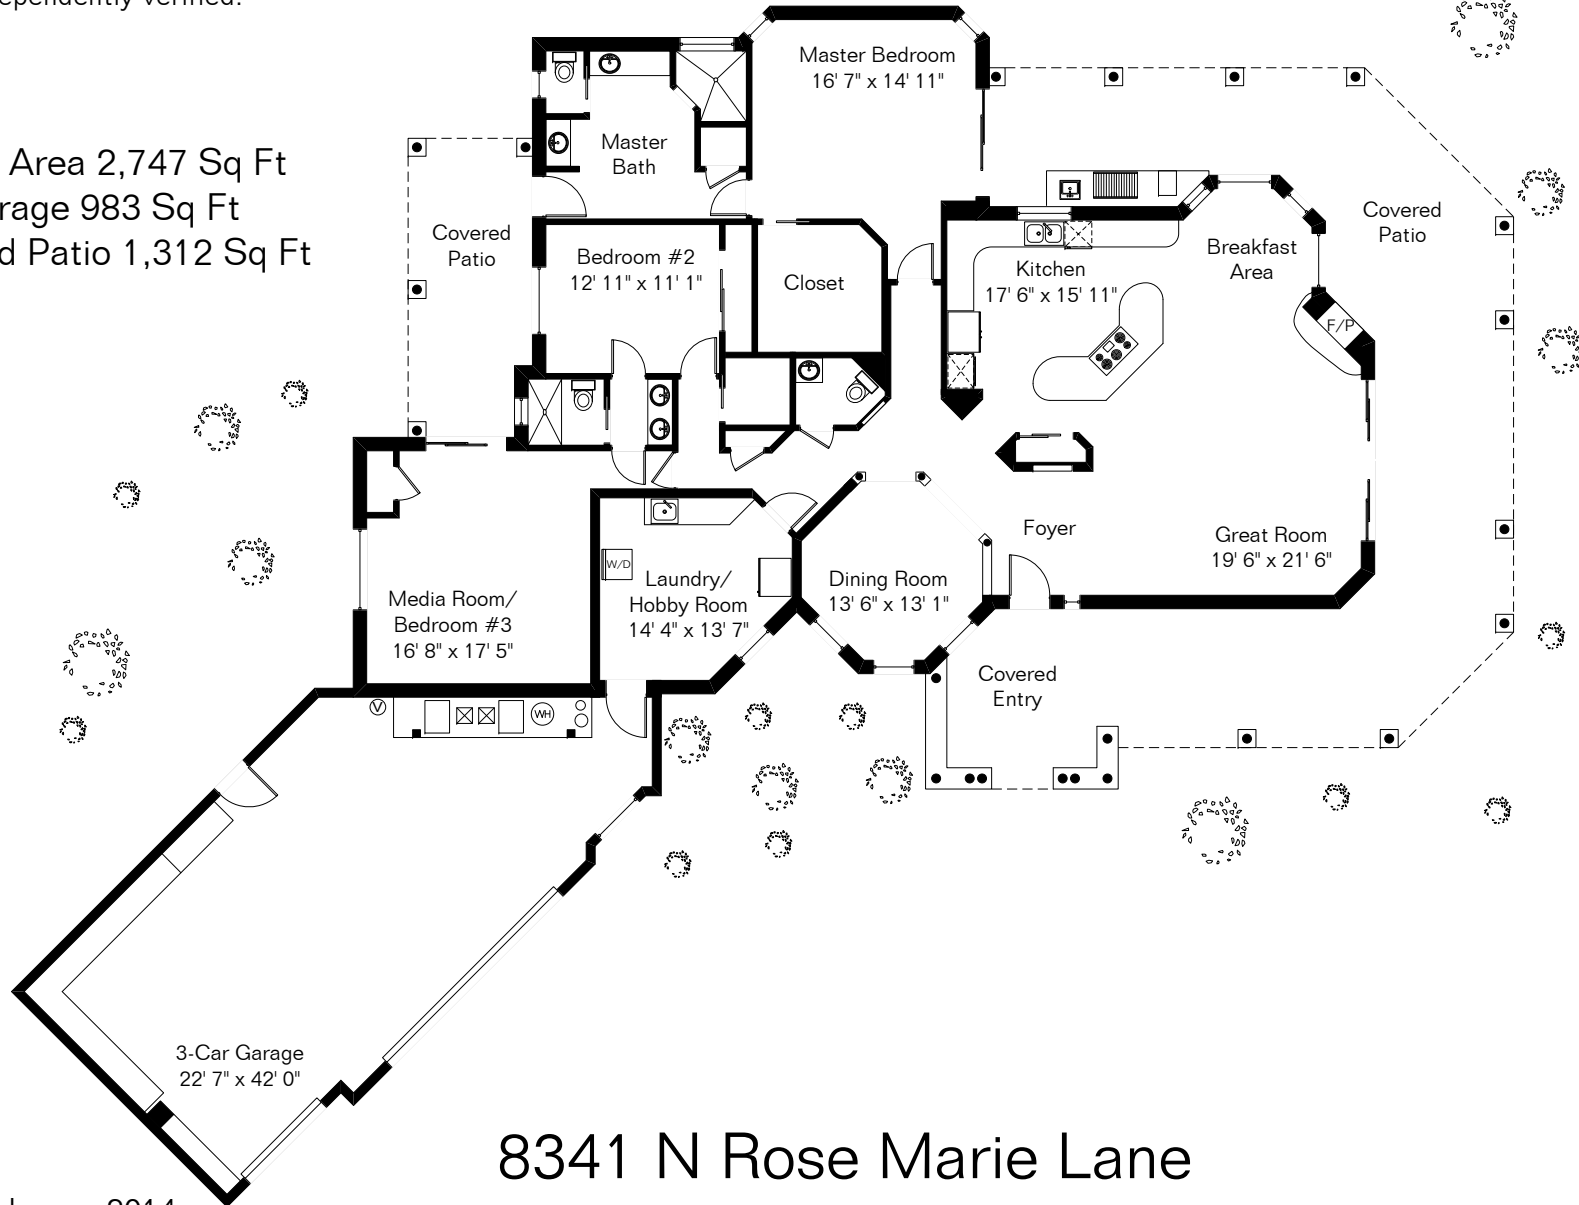 ependently verified.
Area 2,747 Sq Ft
rage 983 Sq Ft
d Patio 1,312 Sq Ft
Master Bedroom
16' 7" x 14' 11"
Master
Bath
Covered
Patio
Bedroom #2
12' 11" x 11' 1"
Closet
Kitchen
17' 6" x 15' 11"
Breakfast
Area
Covered
Patio
F/P
Foyer
Great Room
19' 6" x 21' 6"
Dining Room
13' 6" x 13' 1"
W/D
Laundry/
Hobby Room
14' 4" x 13' 7"
Media Room/
Bedroom #3
16' 8" x 17' 5"
Covered
Entry
V
WH
3-Car Garage
22' 7" x 42' 0"
8341 N Rose Marie Lane
2014